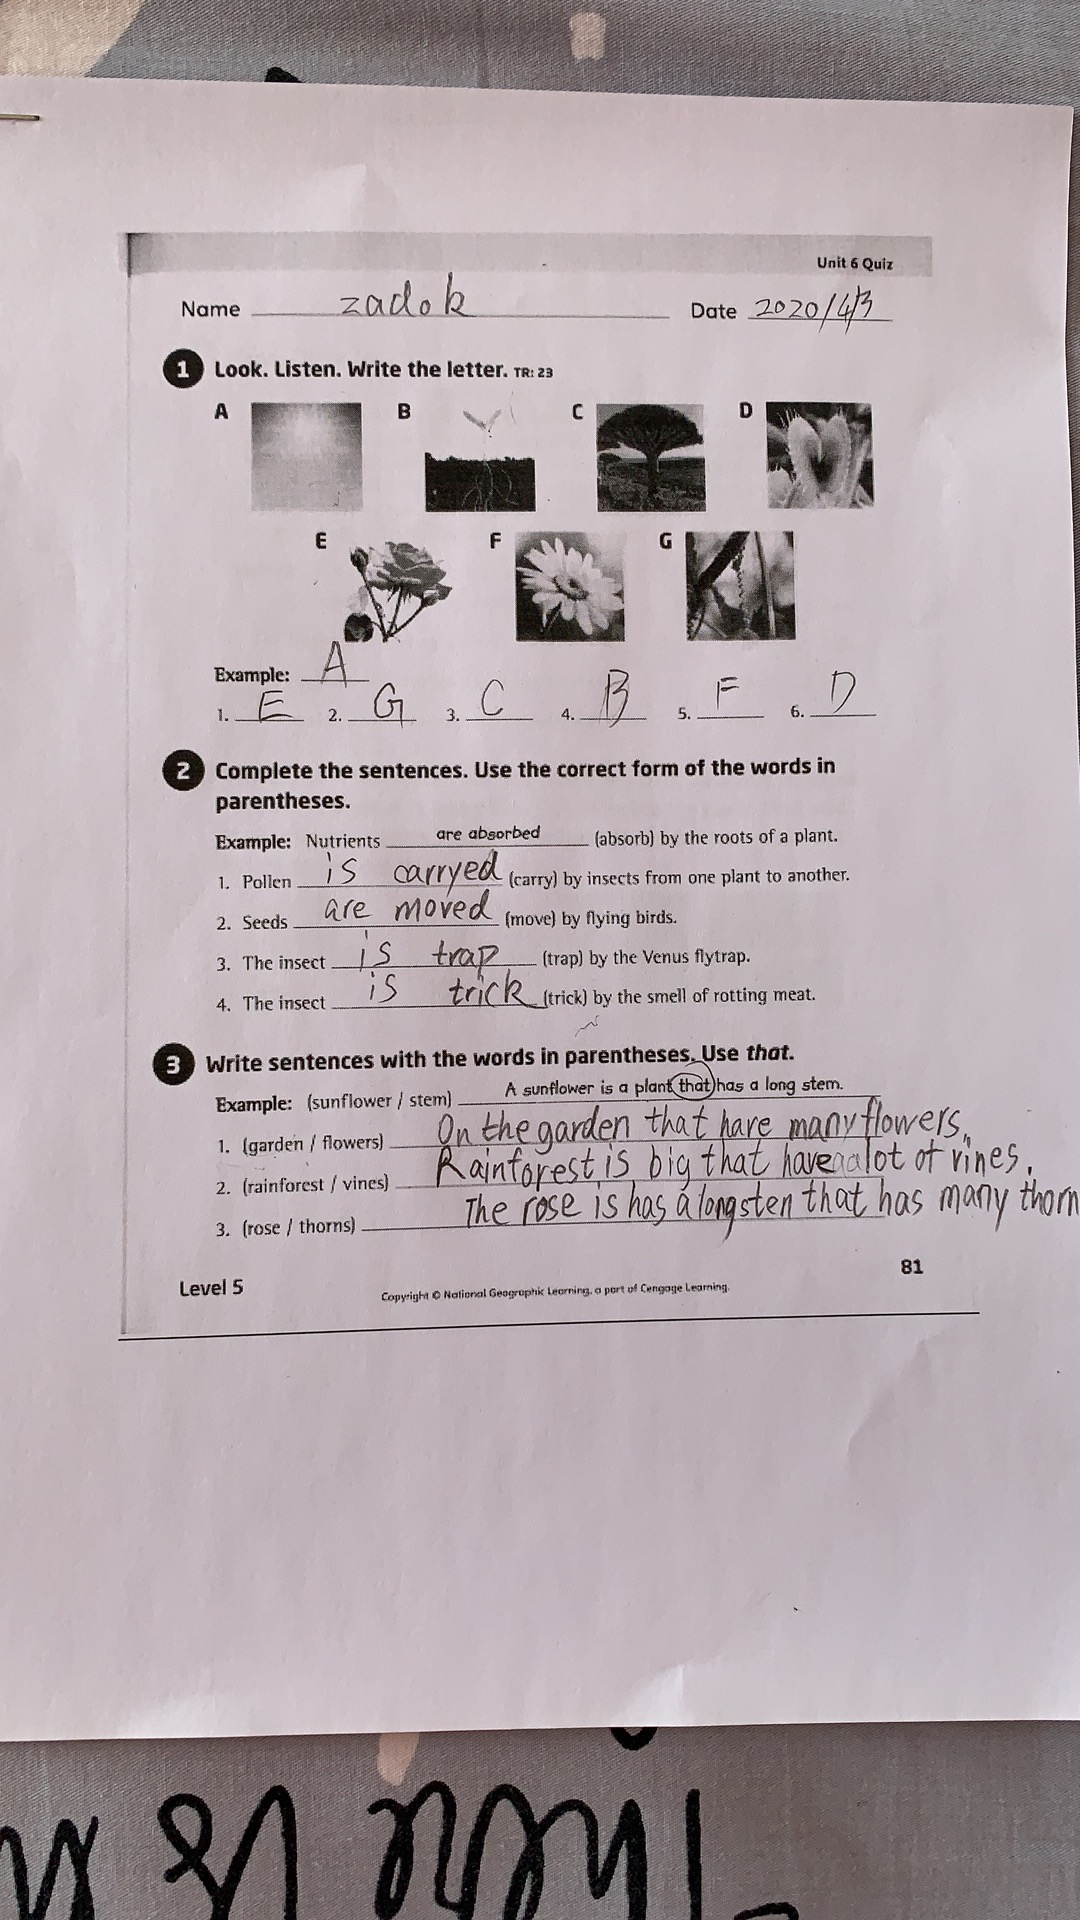 Unit 6 Quiz
Name zadok Date 2020/4/3
1 Look. Listen. Write the letter. TR: 23
A B C D
E F G
Example: A
1. E 2. G 3. C 4. B 5. F 6. D
2 Complete the sentences. Use the correct form of the words in
parentheses.
Example: Nutrients are absorbed (absorb) by the roots of a plant.
1. Pollen is carryed (carry) by insects from one plant to another.
2. Seeds are moved (move) by flying birds.
3. The insect is trap (trap) by the Venus flytrap.
4. The insect is trick (trick) by the smell of rotting meat.
3 Write sentences with the words in parentheses. Use that.
Example: (sunflower / stem) A sunflower is a plant that has a long stem.
1. (garden / flowers) On the garden that have many flowers.
2. (rainforest / vines) Rainforest is big that have a lot of vines.
3. (rose / thorns) The rose is has a long sten that has many thorn
81
Level 5
Copyright © National Geographic Learning, a part of Cengage Learning.